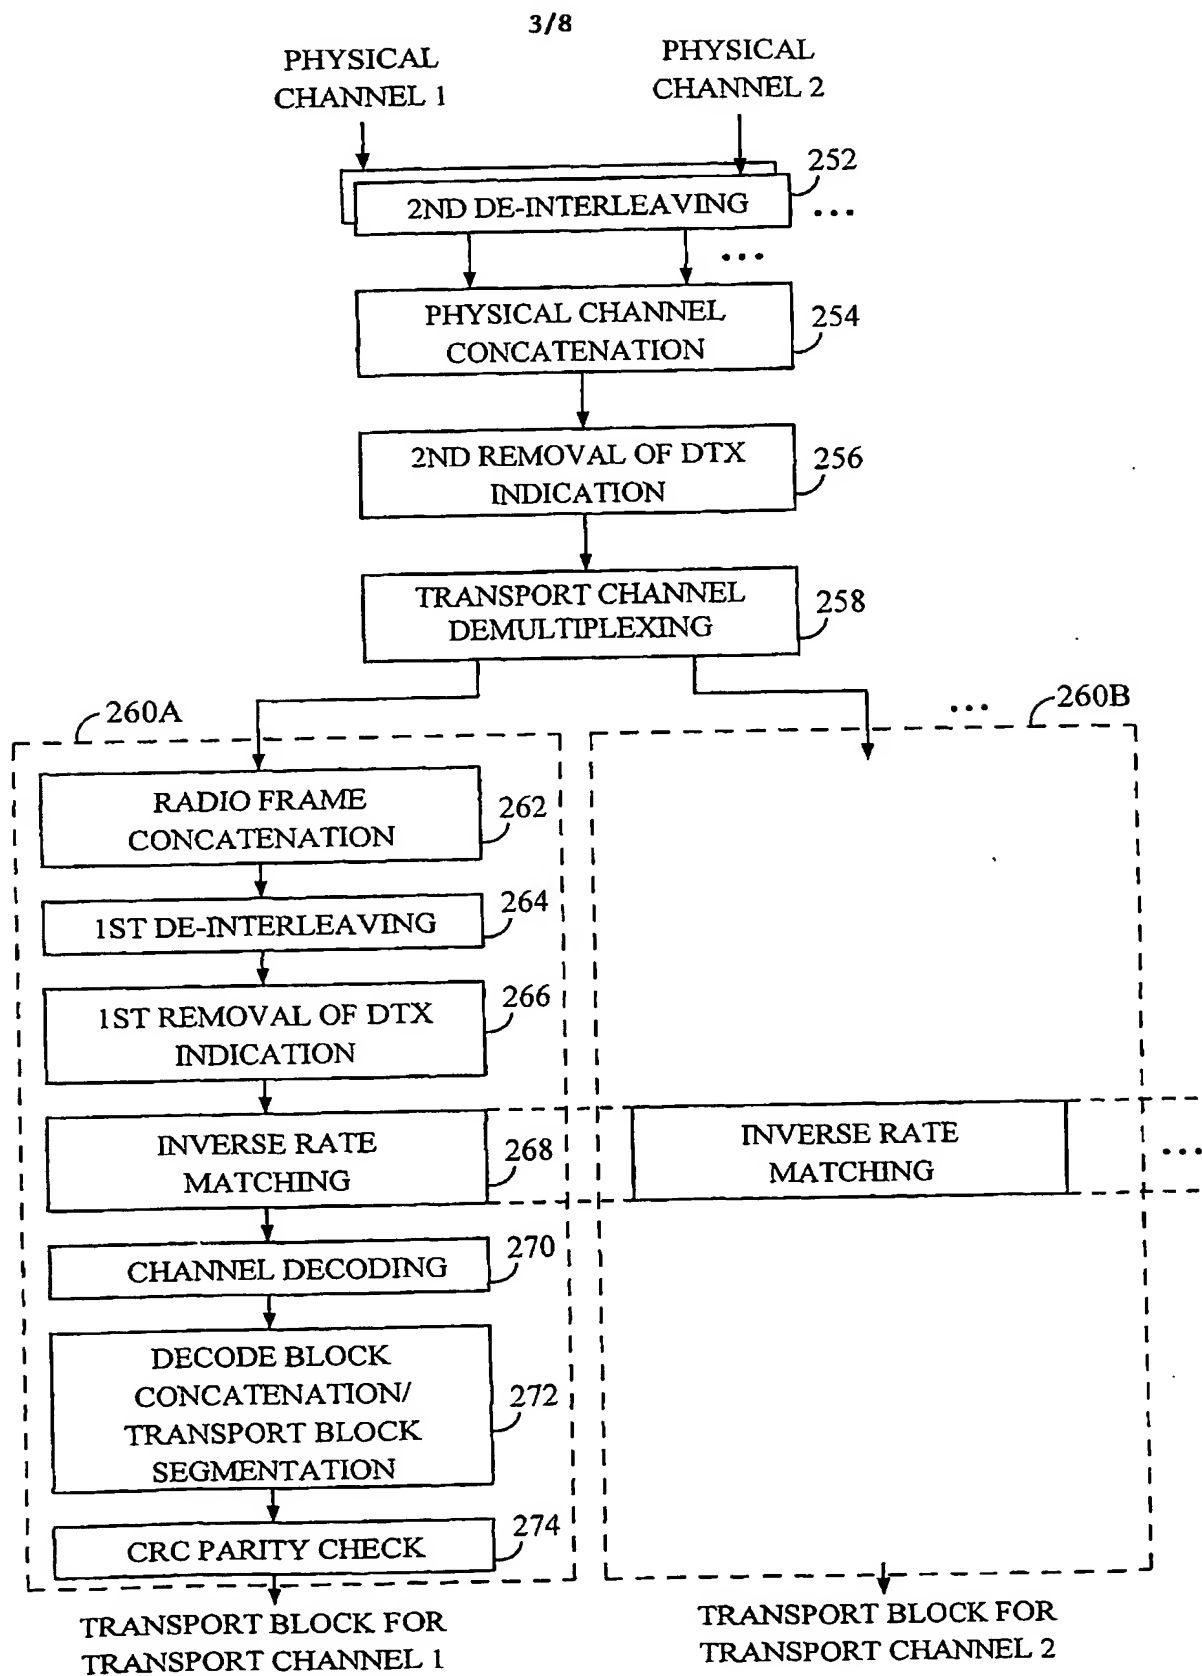 3/8
PHYSICAL
CHANNEL 1
PHYSICAL
CHANNEL 2
252
2ND DE-INTERLEAVING
...
...
PHYSICAL CHANNEL
CONCATENATION
254
2ND REMOVAL OF DTX
INDICATION
256
TRANSPORT CHANNEL
DEMULTIPLEXING
258
260A
...
260B
RADIO FRAME
CONCATENATION
262
1ST DE-INTERLEAVING
264
1ST REMOVAL OF DTX
INDICATION
266
INVERSE RATE
MATCHING
268
INVERSE RATE
MATCHING
...
CHANNEL DECODING
270
DECODE BLOCK
CONCATENATION/
TRANSPORT BLOCK
SEGMENTATION
272
CRC PARITY CHECK
274
TRANSPORT BLOCK FOR
TRANSPORT CHANNEL 1
TRANSPORT BLOCK FOR
TRANSPORT CHANNEL 2